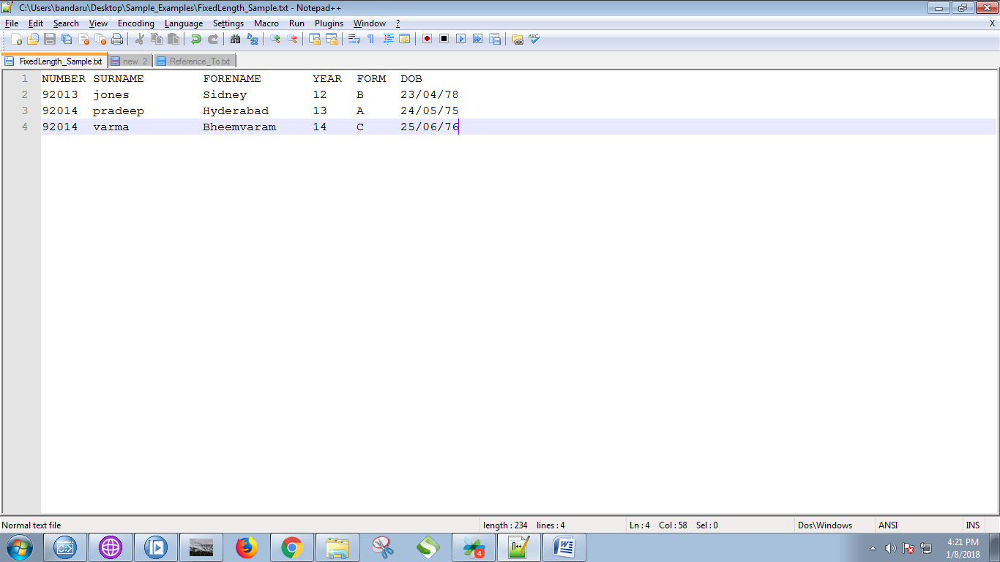 C:\Users\bandaru\Desktop\Sample_Examples\FixedLength_Sample.txt - Notepad++
File Edit Search View Encoding Language Settings Macro Run Plugins Window ? X
FixedLength_Sample.txt new 2 Reference_To.txt
1 NUMBER SURNAME        FORENAME       YEAR  FORM  DOB
2 92013  jones          Sidney         12    B     23/04/78
3 92014  pradeep        Hyderabad      13    A     24/05/75
4 92014  varma          Bheemvaram     14    C     25/06/76
Normal text file length : 234 lines : 4 Ln : 4 Col : 58 Sel : 0 Dos\Windows ANSI INS
4:21 PM
1/8/2018
4